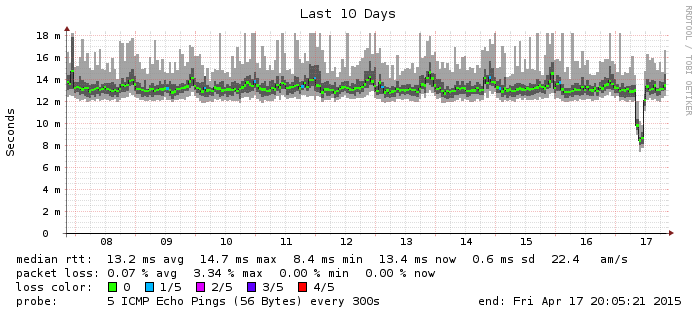 Last 10 Days
RRDTOOL / TOBI OETIKER
Seconds
18 m
16 m
14 m
12 m
10 m
8 m
6 m
4 m
2 m
0
08 09 10 11 12 13 14 15 16 17
median rtt: 13.2 ms avg 14.7 ms max 8.4 ms min 13.4 ms now 0.6 ms sd 22.4 am/s
packet loss: 0.07 % avg 3.34 % max 0.00 % min 0.00 % now
loss color: 0 1/5 2/5 3/5 4/5
probe: 5 ICMP Echo Pings (56 Bytes) every 300s end: Fri Apr 17 20:05:21 2015